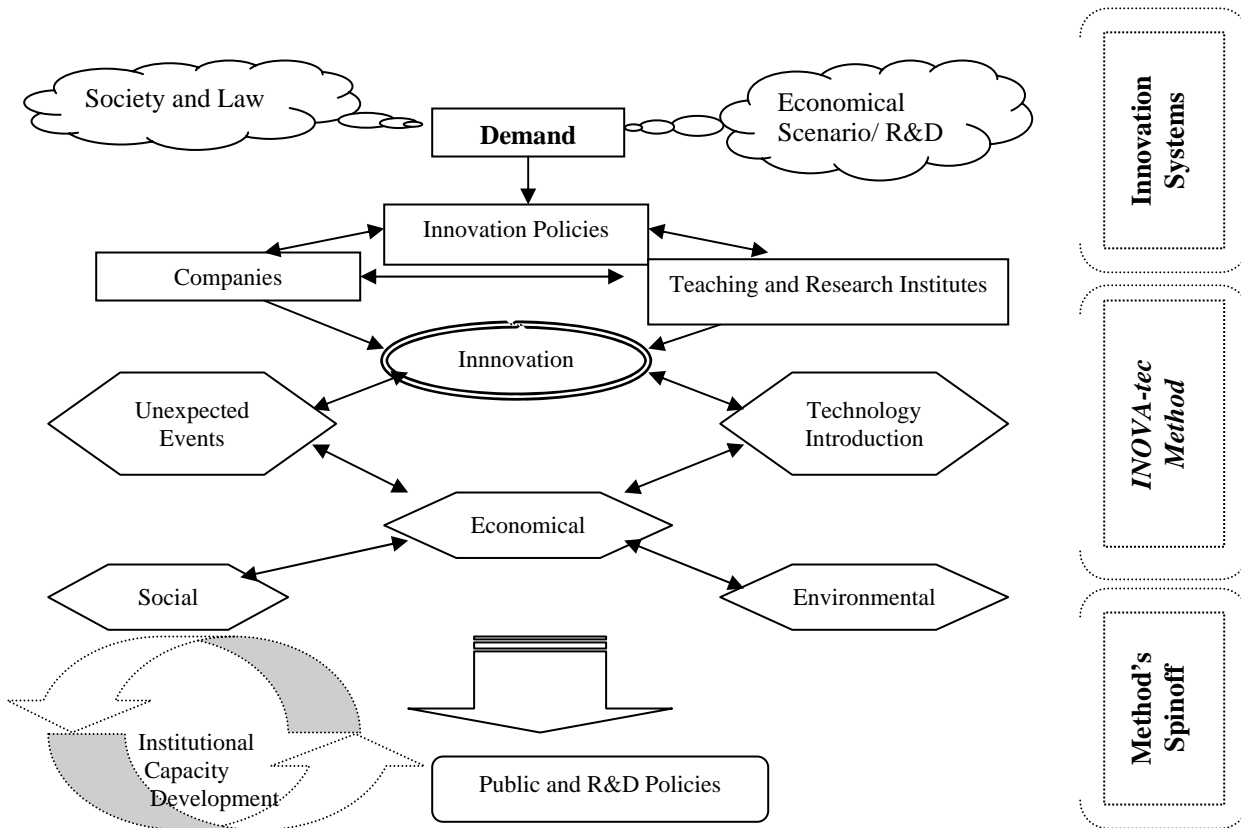 Society and Law
Economical
Scenario/ R&D
Demand
Innovation Policies
Companies
Teaching and Research Institutes
Innnovation
Unexpected
Events
Technology
Introduction
Economical
Social
Environmental
Institutional
Capacity
Development
Public and R&D Policies
Innovation
Systems
INOVA-tec
Method
Method’s
Spinoff